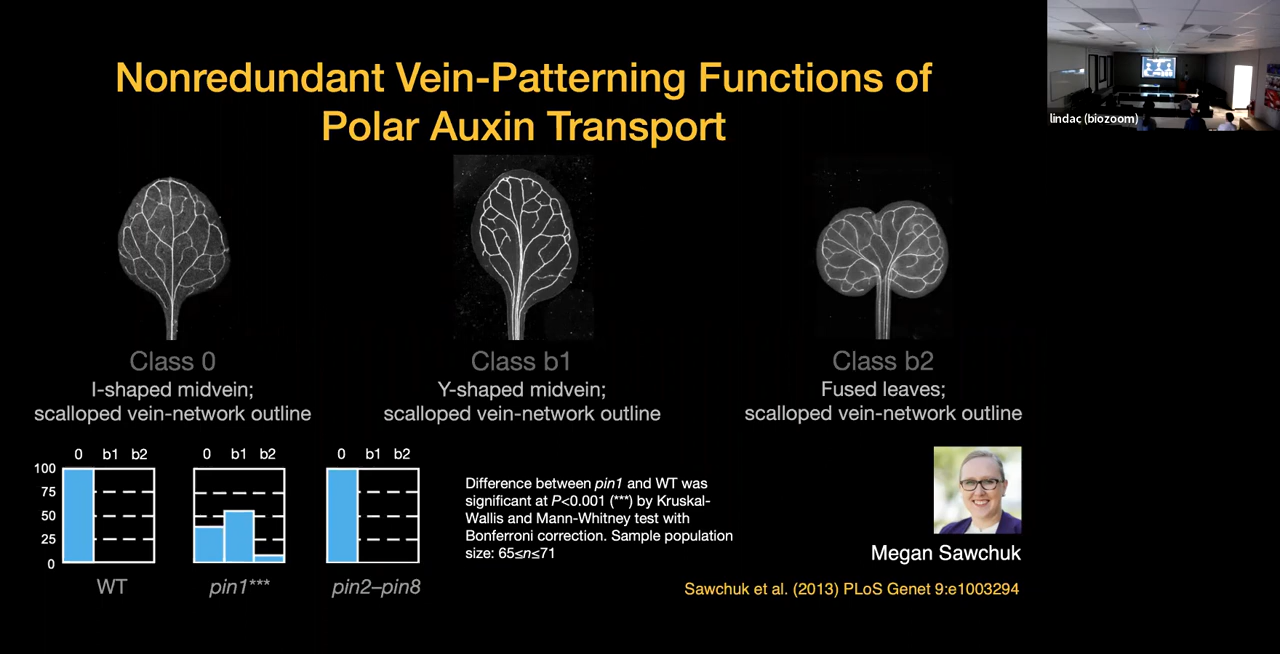 Nonredundant Vein-Patterning Functions of
Polar Auxin Transport
lindac (biozoom)
Class 0
I-shaped midvein;
scalloped vein-network outline
Class b1
Y-shaped midvein;
scalloped vein-network outline
Class b2
Fused leaves;
scalloped vein-network outline
0 b1 b2
100
75
50
25
0
WT
0 b1 b2
pin1***
0 b1 b2
pin2–pin8
Difference between pin1 and WT was
significant at P<0.001 (***) by Kruskal-
Wallis and Mann-Whitney test with
Bonferroni correction. Sample population
size: 65≤n≤71
Megan Sawchuk
Sawchuk et al. (2013) PLoS Genet 9:e1003294